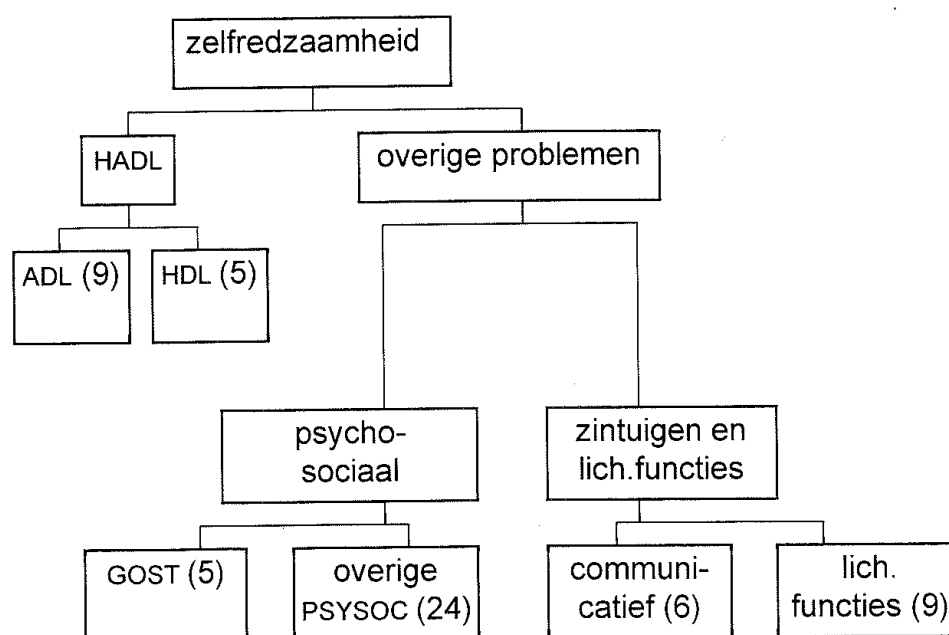 zelfredzaamheid
HADL
overige problemen
ADL (9)
HDL (5)
psycho-
sociaal
zintuigen en
lich.functies
GOST (5)
overige
PSYSOC (24)
communi-
catief (6)
lich.
functies (9)